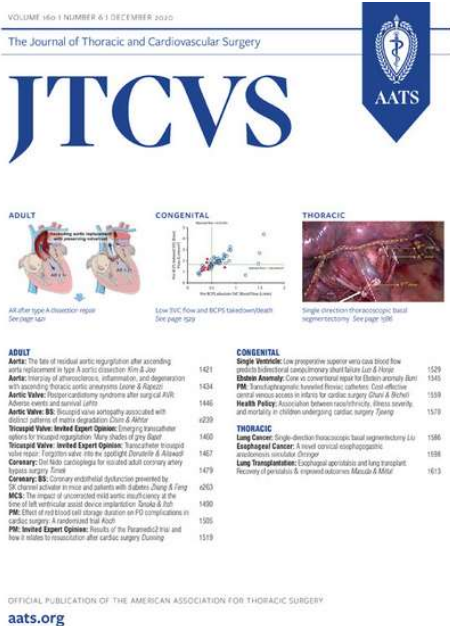 VOLUME 160 | NUMBER 6 | DECEMBER 2020
The Journal of Thoracic and Cardiovascular Surgery
JTCVS
AATS
ADULT
AR after type A dissection repair
See page 1421
CONGENITAL
Low SVC flow and BCPS takedown/death
See page 1529
THORACIC
Single direction thoracoscopic basal
segmentectomy See page 1586
ADULT
Aorta: The fate of residual aortic regurgitation after ascending
aorta replacement in type A aortic dissection Kim & Joo 1421
Aorta: Interplay of atherosclerosis, inflammation, and degeneration
with ascending thoracic aortic aneurysms Leone & Rapezzi 1434
Aortic Valve: Postpericardiotomy syndrome after surgical AVR:
Adverse events and survival Lehto 1446
Aortic Valve: BS: Bicuspid valve aortopathy associated with
distinct patterns of matrix degradation Chim & Akhtar e239
Tricuspid Valve: Invited Expert Opinion: Emerging transcatheter
options for tricuspid regurgitation: Many shades of grey Bapat 1460
Tricuspid Valve: Invited Expert Opinion: Transcatheter tricuspid
valve repair: Forgotten valve into the spotlight Donatelle & Ailawadi 1467
Coronary: Del Nido cardioplegia for isolated adult coronary artery
bypass surgery Timek 1479
Coronary: BS: Coronary endothelial dysfunction prevented by
SK channel activator in mice and patients with diabetes Zhang & Feng e263
MCS: The impact of uncorrected mild aortic insufficiency at the
time of left ventricular assist device implantation Tanaka & Itoh 1490
PM: Effect of red blood cell storage duration on PO complications in
cardiac surgery: A randomized trial Koch 1505
PM: Invited Expert Opinion: Results of the Paramedic2 trial and
how it relates to resuscitation after cardiac surgery Dunning 1519
CONGENITAL
Single Ventricle: Low preoperative superior vena cava blood flow
predicts bidirectional cavopulmonary shunt failure Luo & Honjo 1529
Ebstein Anomaly: Cone vs conventional repair for Ebstein anomaly Burri 1545
PM: Transhepatic tunneled Broviac catheters: Cost-effective
central venous access in infants for cardiac surgery
Health Policy: Association between race/ethnicity, illness severity,
and mortality in children undergoing cardiac surgery Tjoeng 1570
THORACIC
Lung Cancer: Single-direction thoracoscopic basal segmentectomy Liu 1586
Esophageal Cancer: A novel cervical esophagogastric
anastomosis simulator Orringer 1598
Lung Transplantation: Esophageal aperistalsis and lung transplant:
Recovery of peristalsis & improved outcomes Masuda & Mittal 1613
OFFICIAL PUBLICATION OF THE AMERICAN ASSOCIATION FOR THORACIC SURGERY
aats.org